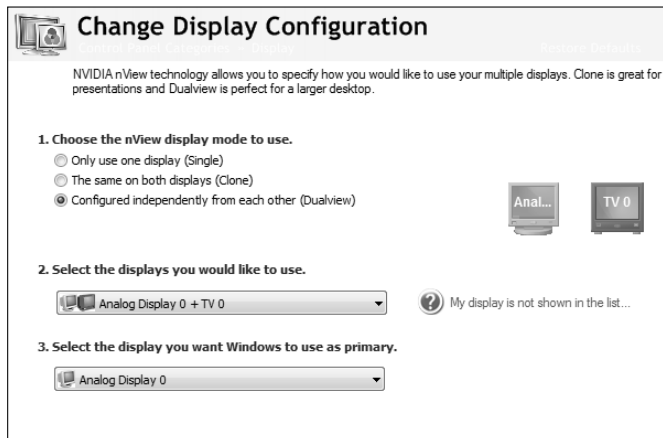 Change Display Configuration
Control Panel Categories → Display
Restore Defaults
NVIDIA nView technology allows you to specify how you would like to use your multiple displays. Clone is great for
presentations and Dualview is perfect for a larger desktop.
1. Choose the nView display mode to use.
Only use one display (Single)
The same on both displays (Clone)
Configured independently from each other (Dualview)
Anal...
TV 0
2. Select the displays you would like to use.
Analog Display 0 + TV 0
? My display is not shown in the list...
3. Select the display you want Windows to use as primary.
Analog Display 0